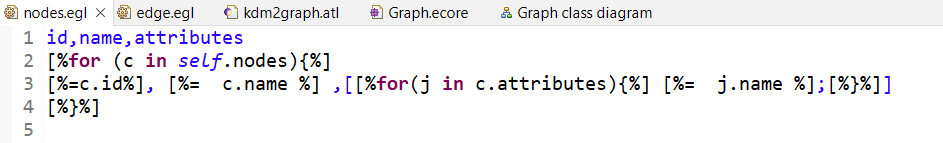 nodes.egl edge.egl kdm2graph.atl Graph.ecore Graph class diagram
1 id,name,attributes
2 [%for (c in self.nodes){%]
3 [%=c.id%], [%=  c.name %] ,[[%for(j in c.attributes){%] [%=  j.name %];[%}%]]
4 [%}%]
5